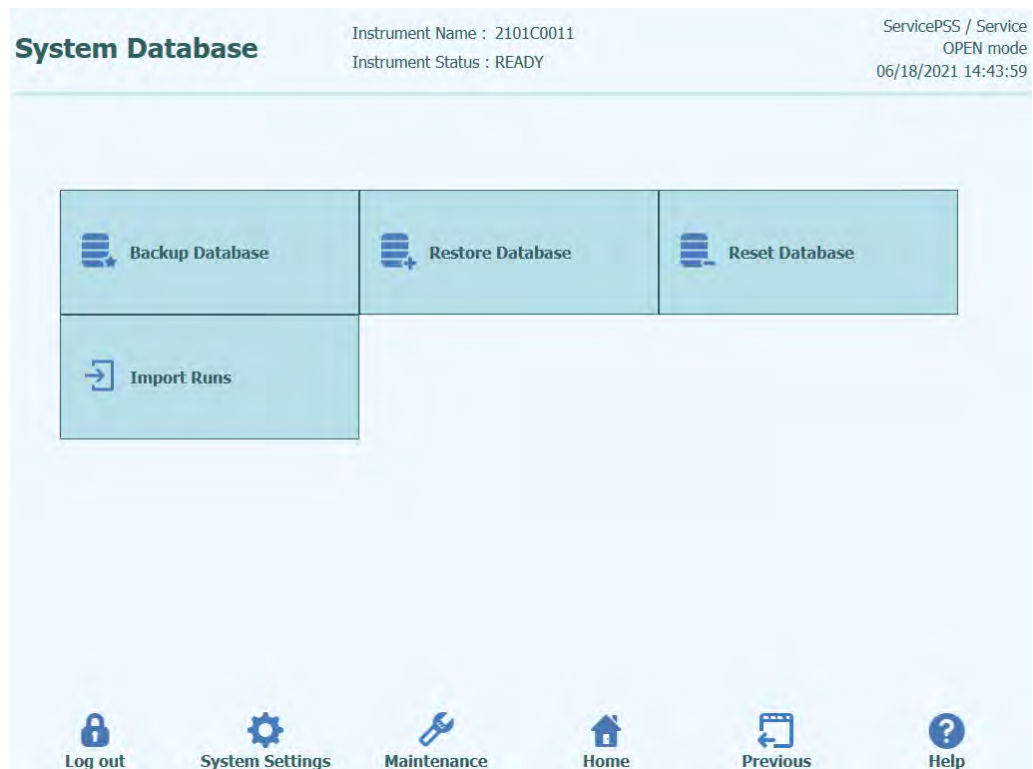 System Database
Instrument Name : 2101C0011
Instrument Status : READY
ServicePSS / Service
OPEN mode
06/18/2021 14:43:59
Backup Database
Restore Database
Reset Database
Import Runs
Log out
System Settings
Maintenance
Home
Previous
Help